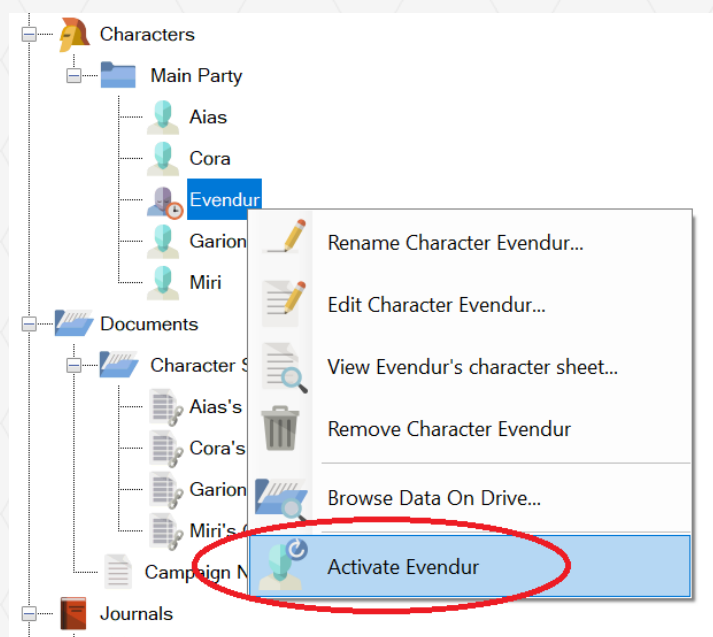 Characters
Main Party
Aias
Cora
Evendur
Garion
Rename Character Evendur...
Miri
Edit Character Evendur...
Documents
Character S
View Evendur's character sheet...
Aias's
Remove Character Evendur
Cora's
Garion
Browse Data On Drive...
Miri's (
Campaign N
Activate Evendur
Journals